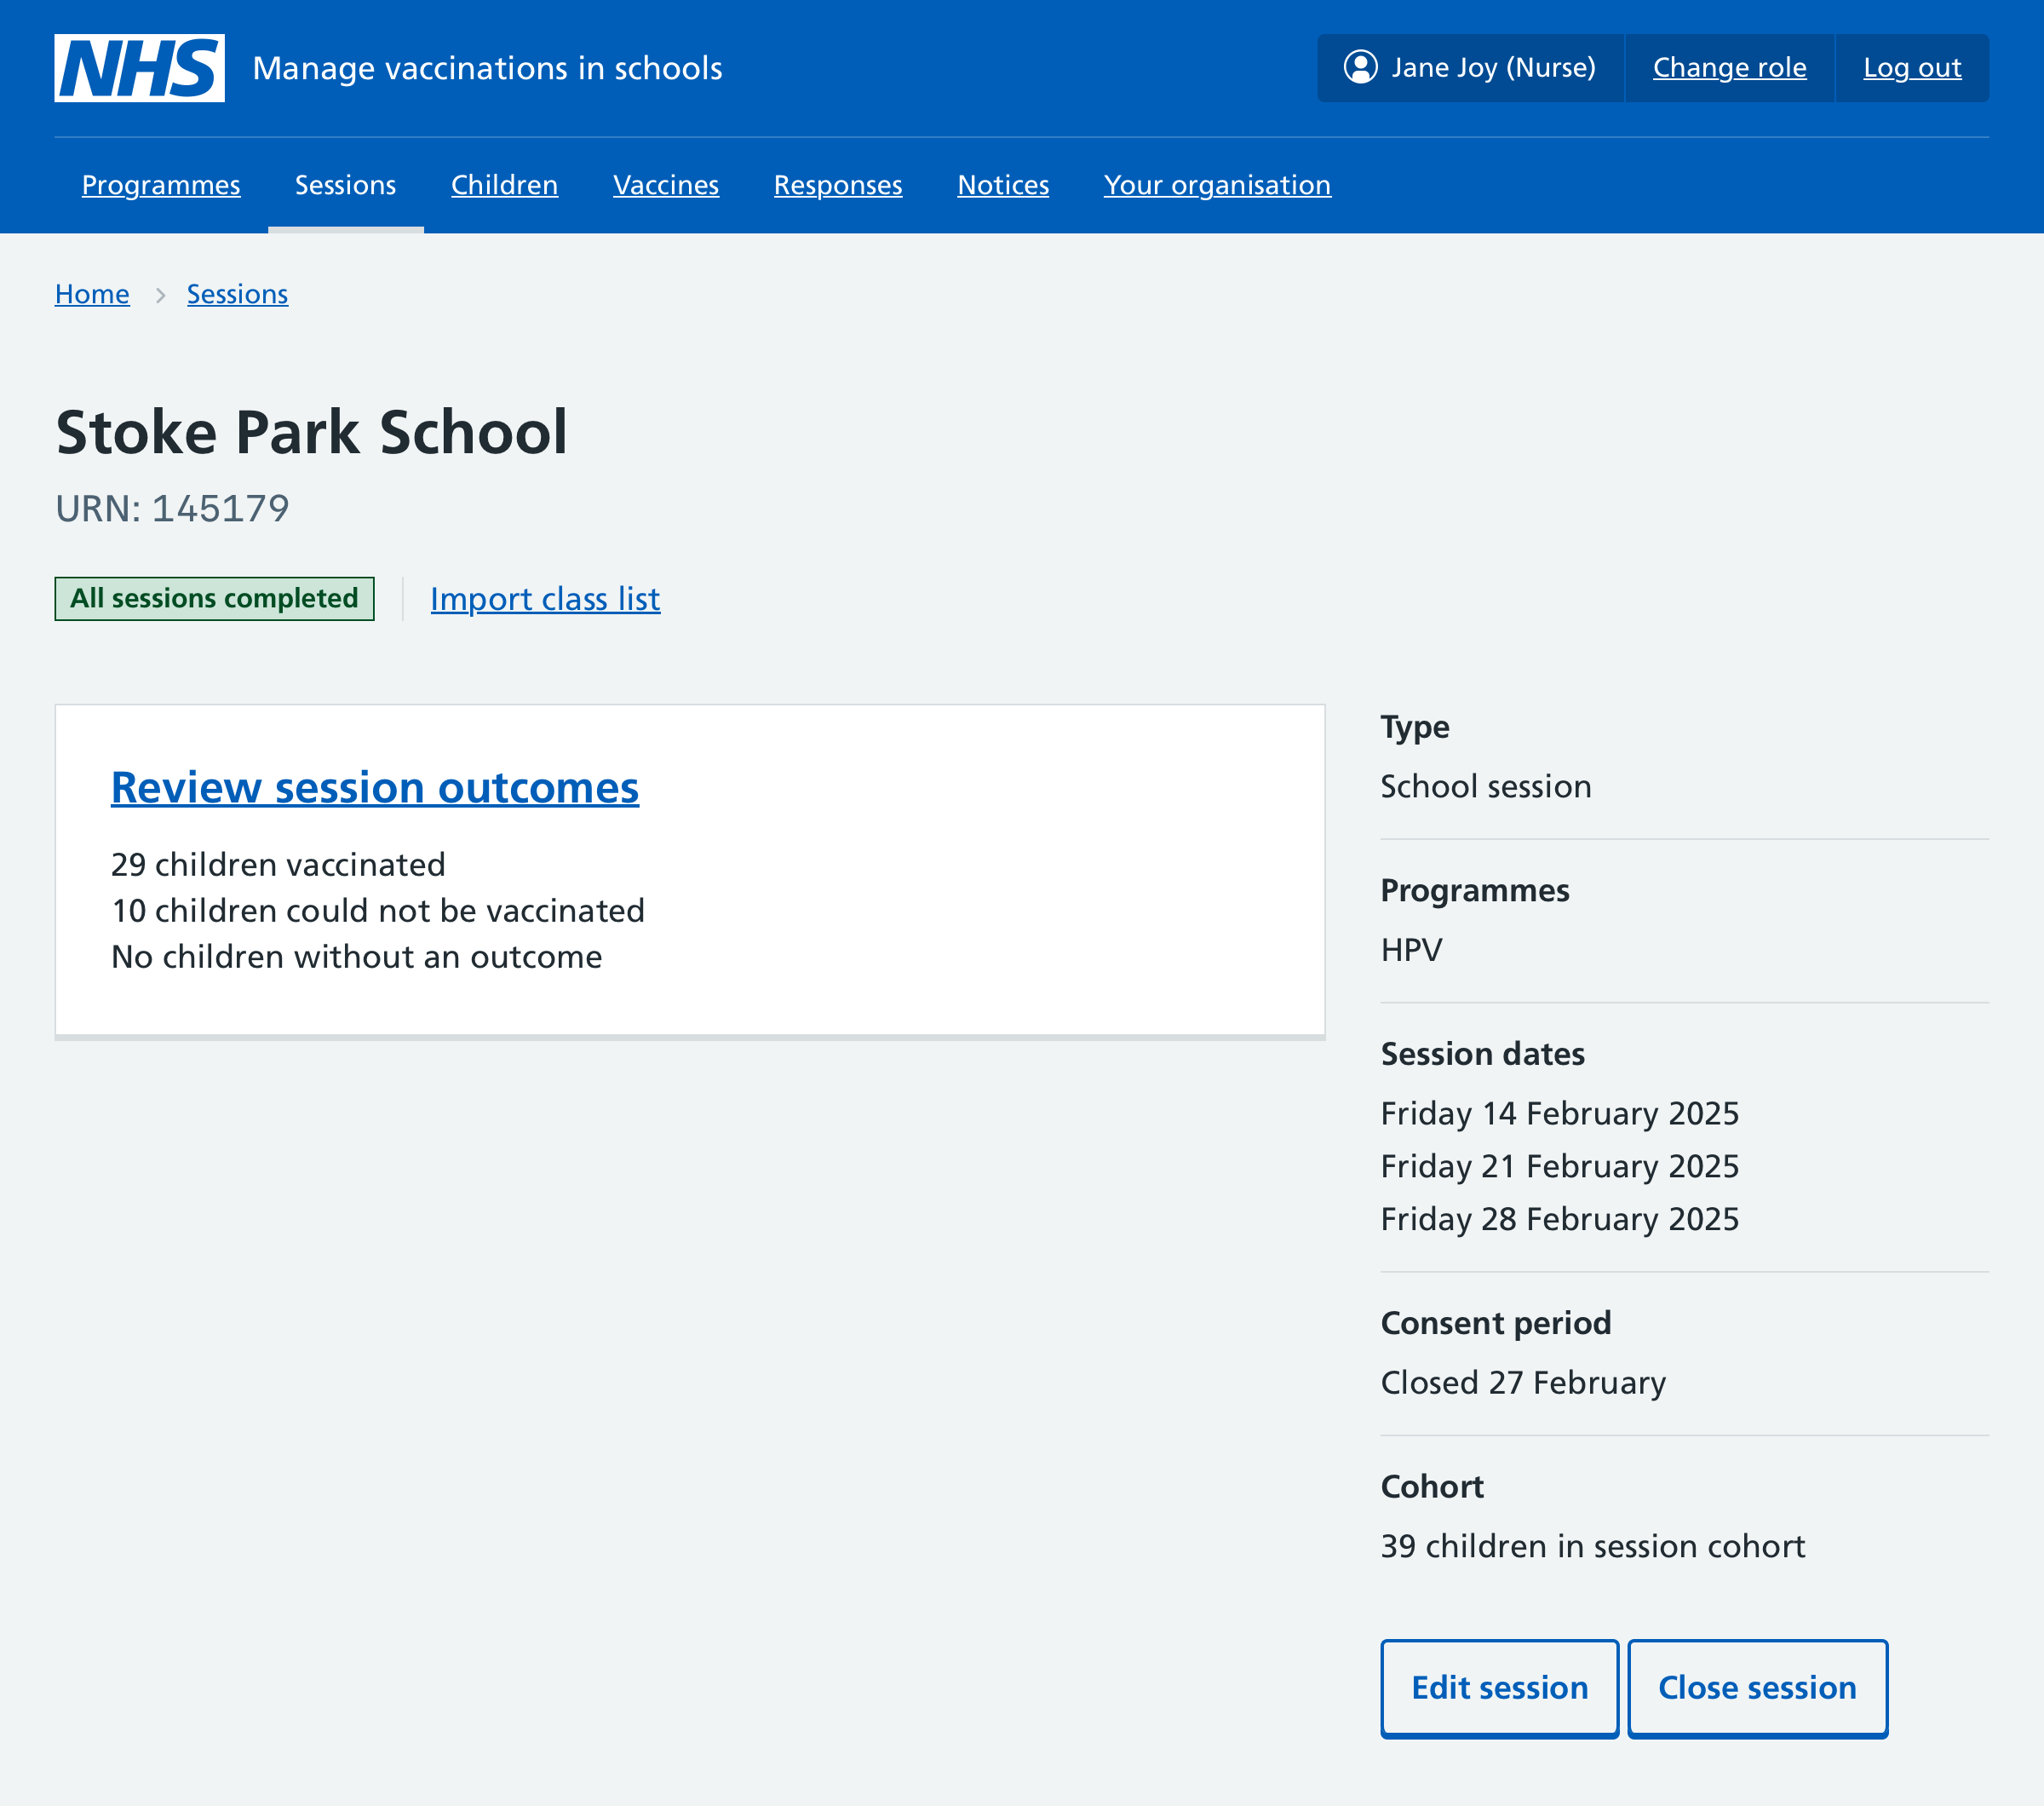 NHS Manage vaccinations in schools
Jane Joy (Nurse) Change role Log out
Programmes Sessions Children Vaccines Responses Notices Your organisation
Home Sessions
Stoke Park School
URN: 145179
All sessions completed Import class list
Review session outcomes
29 children vaccinated
10 children could not be vaccinated
No children without an outcome
Type
School session
Programmes
HPV
Session dates
Friday 14 February 2025
Friday 21 February 2025
Friday 28 February 2025
Consent period
Closed 27 February
Cohort
39 children in session cohort
Edit session Close session